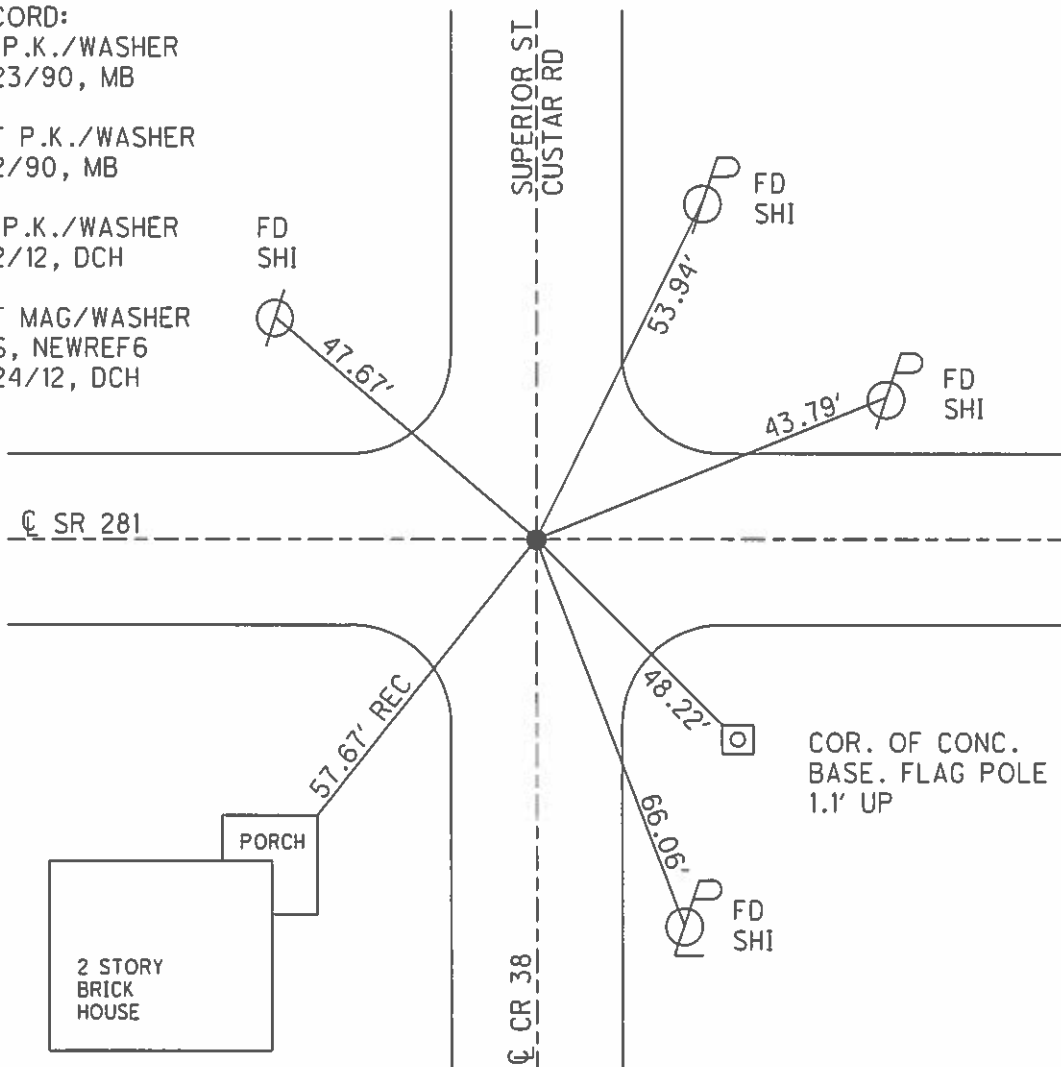 CORD:
P.K./WASHER
23/90, MB
T P.K./WASHER
2/90, MB
P.K./WASHER
2/12, DCH
T MAG/WASHER
S, NEWREF6
24/12, DCH
SUPERIOR ST
CUSTAR RD
FD
SHI
FD
SHI
FD
SHI
47.67'
53.94'
43.79'
℄ SR 281
57.67' REC
48.22'
66.06'
COR. OF CONC.
BASE. FLAG POLE
1.1' UP
PORCH
2 STORY
BRICK
HOUSE
FD
SHI
℄ CR 38